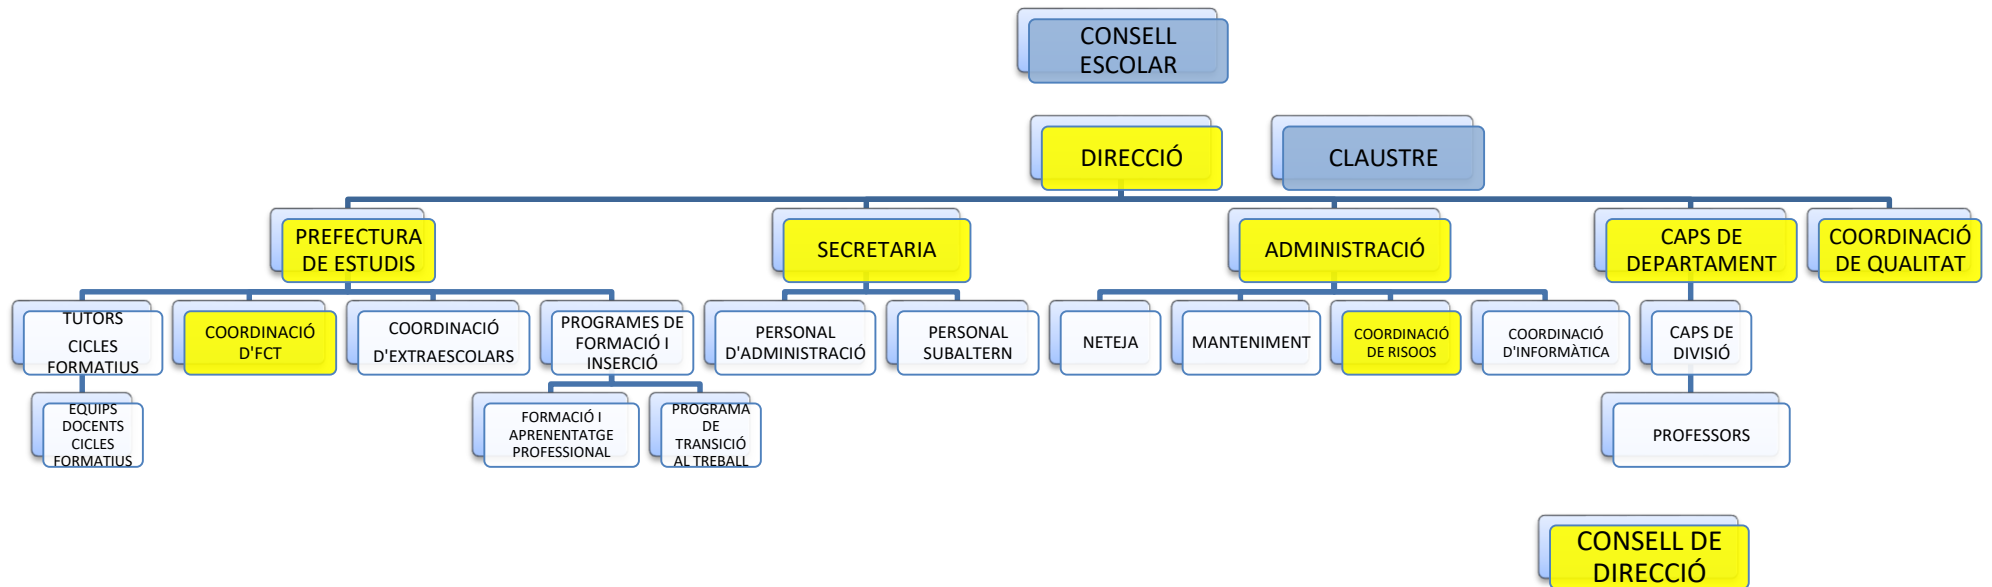 CONSELL
ESCOLAR
DIRECCIÓ
CLAUSTRE
PREFECTURA
DE ESTUDIS
SECRETARIA
ADMINISTRACIÓ
CAPS DE
DEPARTAMENT
COORDINACIÓ
DE QUALITAT
TUTORS
CICLES
FORMATIUS
COORDINACIÓ
D'FCT
COORDINACIÓ
D'EXTRAESCOLARS
PROGRAMES DE
FORMACIÓ I
INSERCIÓ
PERSONAL
D'ADMINISTRACIÓ
PERSONAL
SUBALTERN
NETEJA
MANTENIMENT
COORDINACIÓ
DE RISOOS
COORDINACIÓ
D'INFORMÀTICA
CAPS DE
DIVISIÓ
EQUIPS
DOCENTS
CICLES
FORMATIUS
FORMACIÓ I
APRENENTATGE
PROFESSIONAL
PROGRAMA
DE
TRANSICIÓ
AL TREBALL
PROFESSORS
CONSELL DE
DIRECCIÓ